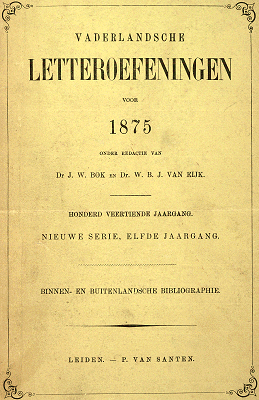 VADERLANDSCHE
LETTEROEFENINGEN
VOOR
1875
ONDER REDACTIE VAN
Dr J. W. BOK EN Dr. W. B. J. VAN EIJK.
HONDERD VEERTIENDE JAARGANG.
NIEUWE SERIE, ELFDE JAARGANG.
BINNEN- EN BUITENLANDSCHE BIBLIOGRAPHIE.
LEIDEN. — P. VAN SANTEN.